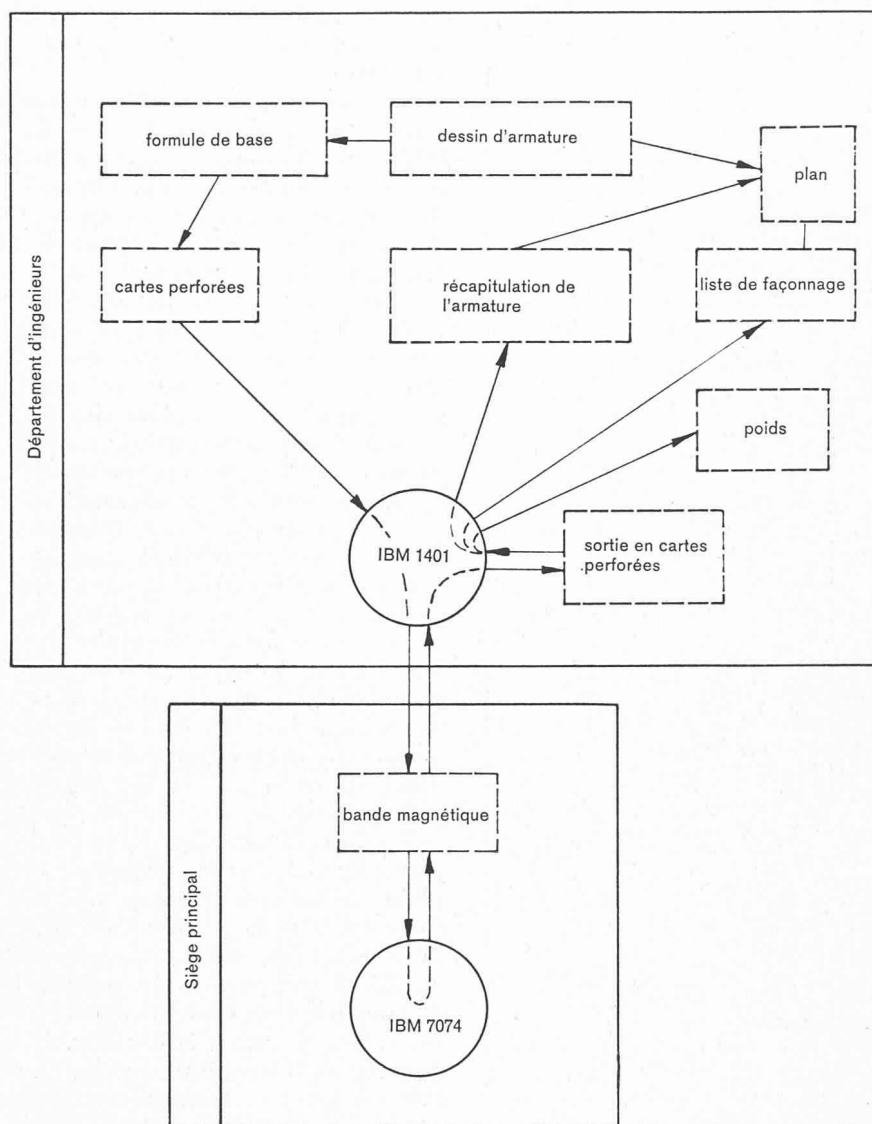 Département d'ingénieurs
formule de base
dessin d'armature
plan
cartes perforées
récapitulation de
l'armature
liste de façonnage
poids
IBM 1401
sortie en cartes
perforées
Siège principal
bande magnétique
IBM 7074